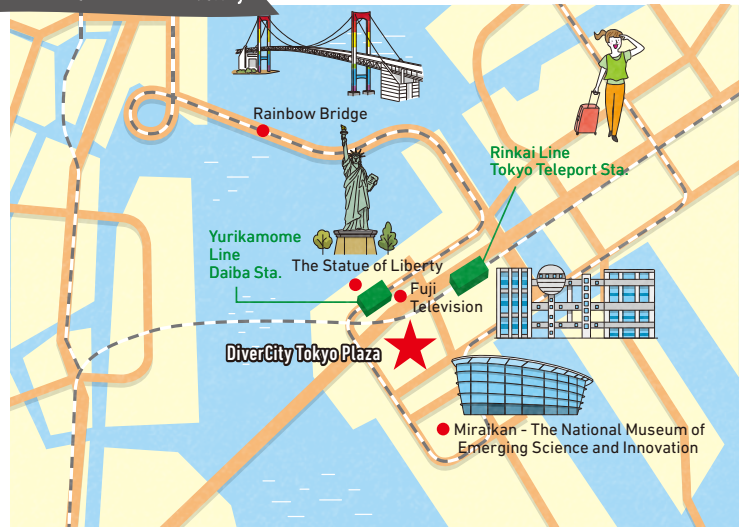 Rainbow Bridge
Rinkai Line
Tokyo Teleport Sta.
Yurikamome
Line
Daiba Sta.
The Statue of Liberty
Fuji
Television
DiverCity Tokyo Plaza
Miraikan - The National Museum of
Emerging Science and Innovation